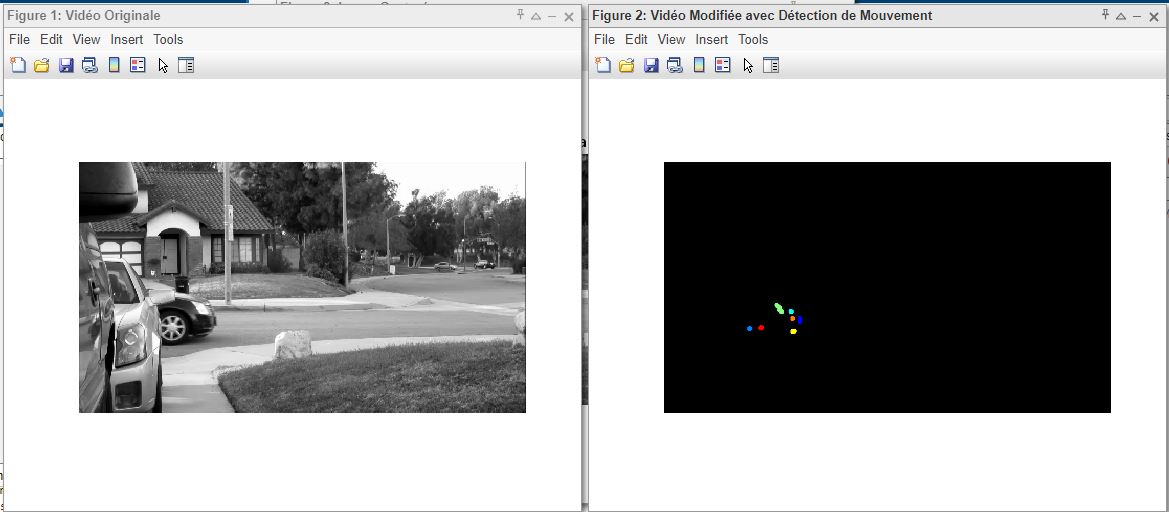 Figure 1: Vidéo Originale
File Edit View Insert Tools
Figure 2: Vidéo Modifiée avec Détection de Mouvement
File Edit View Insert Tools